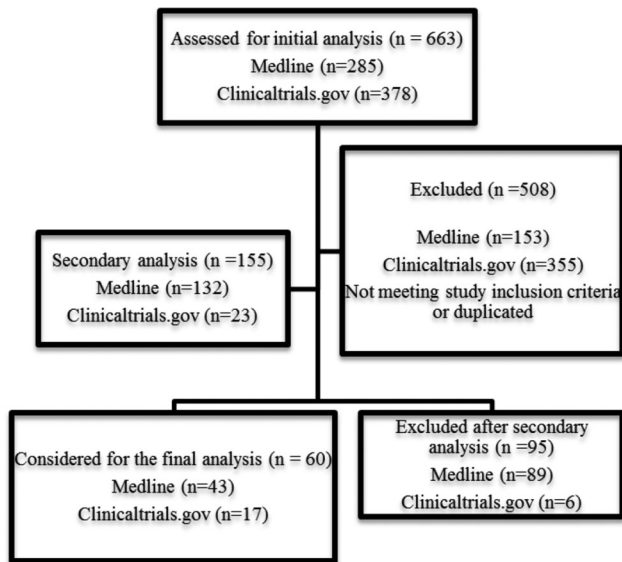 Assessed for initial analysis (n = 663)
Medline (n=285)
Clinicaltrials.gov (n=378)
Excluded (n =508)
Medline (n=153)
Clinicaltrials.gov (n=355)
Not meeting study inclusion criteria
or duplicated
Secondary analysis (n =155)
Medline (n=132)
Clinicaltrials.gov (n=23)
Considered for the final analysis (n = 60)
Medline (n=43)
Clinicaltrials.gov (n=17)
Excluded after secondary
analysis (n =95)
Medline (n=89)
Clinicaltrials.gov (n=6)